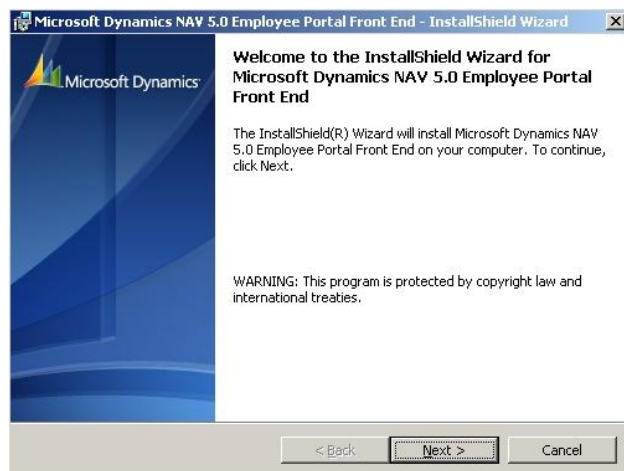 Microsoft Dynamics NAV 5.0 Employee Portal Front End - InstallShield Wizard
Microsoft Dynamics
Welcome to the InstallShield Wizard for
Microsoft Dynamics NAV 5.0 Employee Portal
Front End
The InstallShield(R) Wizard will install Microsoft Dynamics NAV
5.0 Employee Portal Front End on your computer. To continue,
click Next.
WARNING: This program is protected by copyright law and
international treaties.
< Back
Next >
Cancel